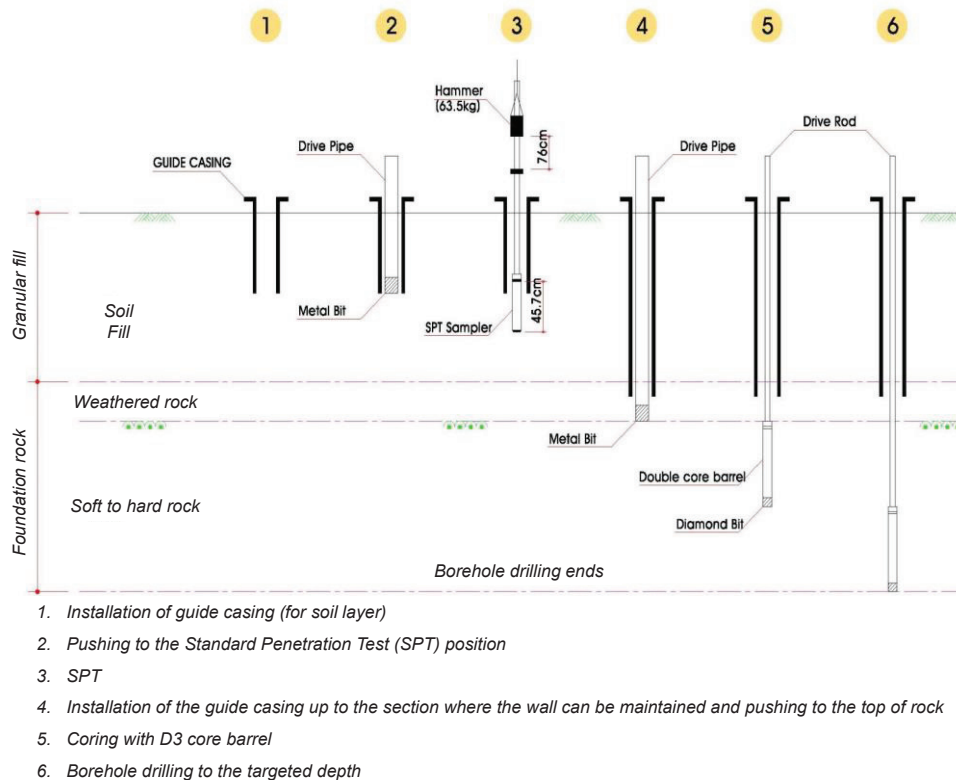 1 2 3 4 5 6
Hammer
(63.5kg)
76cm
Drive Pipe
Drive Pipe
Drive Rod
GUIDE CASING
Granular fill
Soil
Fill
Metal Bit
SPT Sampler
45.7cm
Weathered rock
Metal Bit
Foundation rock
Soft to hard rock
Double core barrel
Diamond Bit
Borehole drilling ends
1. Installation of guide casing (for soil layer)
2. Pushing to the Standard Penetration Test (SPT) position
3. SPT
4. Installation of the guide casing up to the section where the wall can be maintained and pushing to the top of rock
5. Coring with D3 core barrel
6. Borehole drilling to the targeted depth